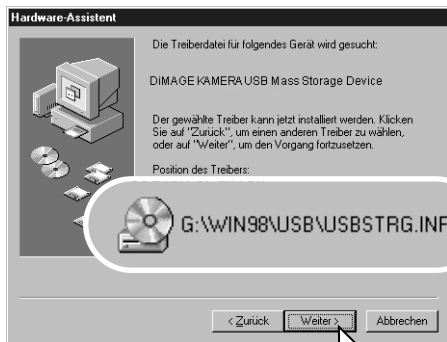 Hardware-Assistent
Die Treiberdatei für folgendes Gerät wird gesucht:
DiMAGE KAMERA USB Mass Storage Device
Der gewählte Treiber kann jetzt installiert werden. Klicken
Sie auf "Zurück", um einen anderen Treiber zu wählen,
oder auf "Weiter", um den Vorgang fortzusetzen.
Position des Treibers:
G:\WIN98\USB\USBSTRG.INF
< Zurück
Weiter >
Abbrechen